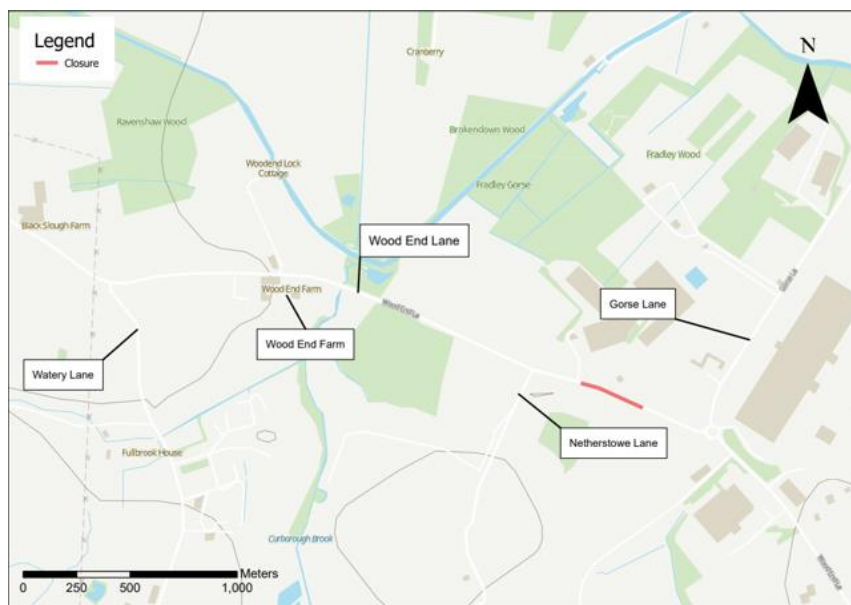 Legend
Closure
N
Cranberry
Ravenshaw Wood
Brokendown Wood
Woodend Lock
Cottage
Fradley Wood
Fradley Gorse
Black Slough Farm
Wood End Lane
Wood End Farm
Wood End La
Gorse La
Gorse Lane
Wood End Farm
Watery Lane
Netherstowe Lane
Fullbrook House
Curborough Brook
Meters
0 250 500 1,000